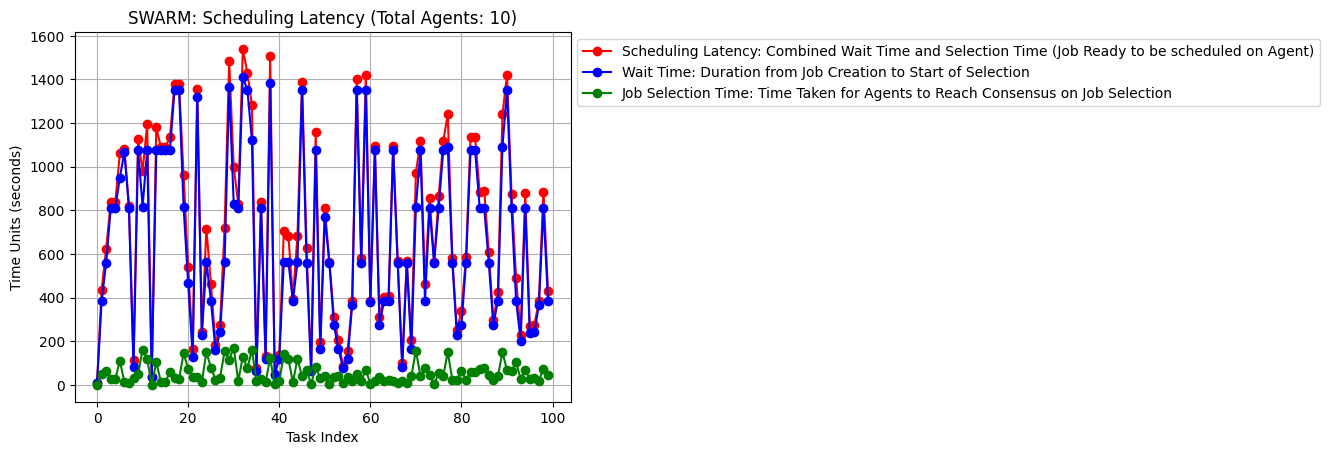 SWARM: Scheduling Latency (Total Agents: 10)
Scheduling Latency: Combined Wait Time and Selection Time (Job Ready to be scheduled on Agent)
Wait Time: Duration from Job Creation to Start of Selection
Job Selection Time: Time Taken for Agents to Reach Consensus on Job Selection
Time Units (seconds)
1600
1400
1200
1000
800
600
400
200
0
0 20 40 60 80 100
Task Index